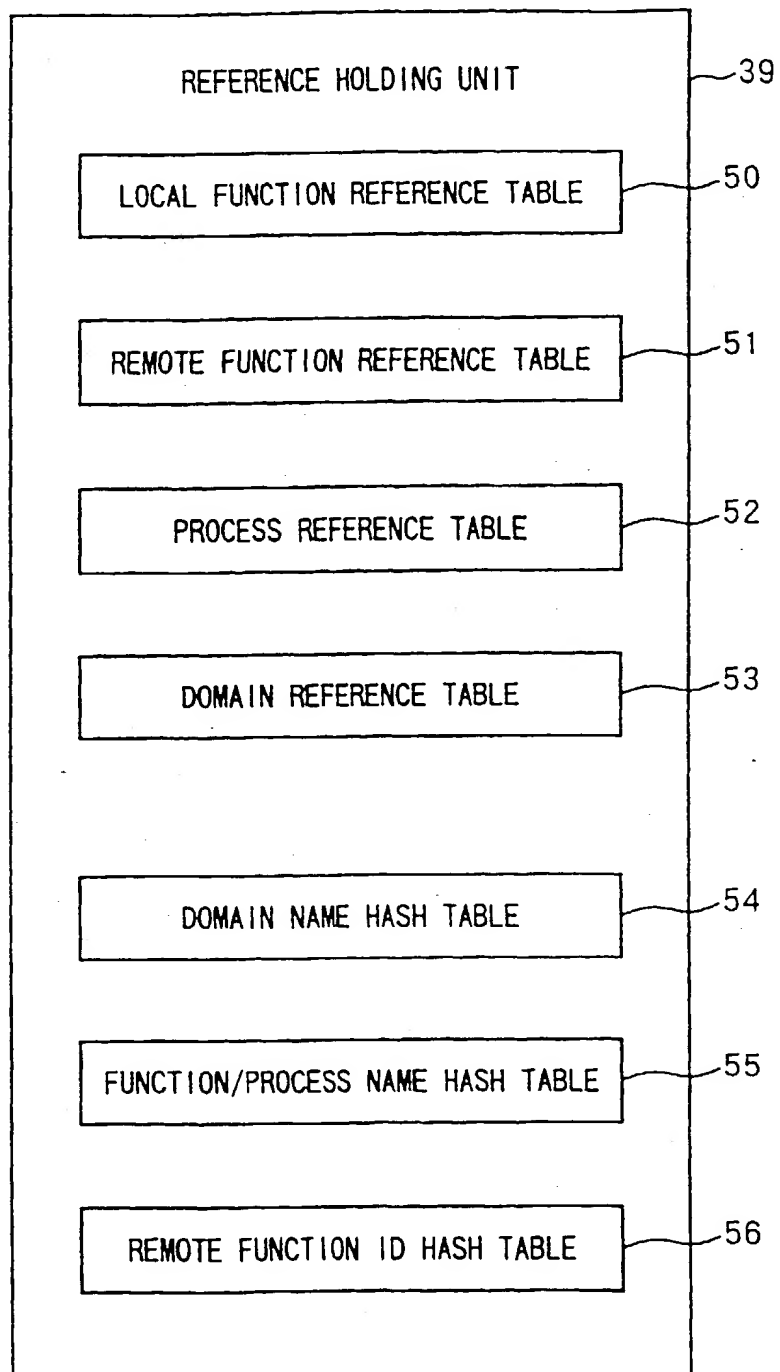 REFERENCE HOLDING UNIT
39
LOCAL FUNCTION REFERENCE TABLE
50
REMOTE FUNCTION REFERENCE TABLE
51
PROCESS REFERENCE TABLE
52
DOMAIN REFERENCE TABLE
53
DOMAIN NAME HASH TABLE
54
FUNCTION/PROCESS NAME HASH TABLE
55
REMOTE FUNCTION ID HASH TABLE
56